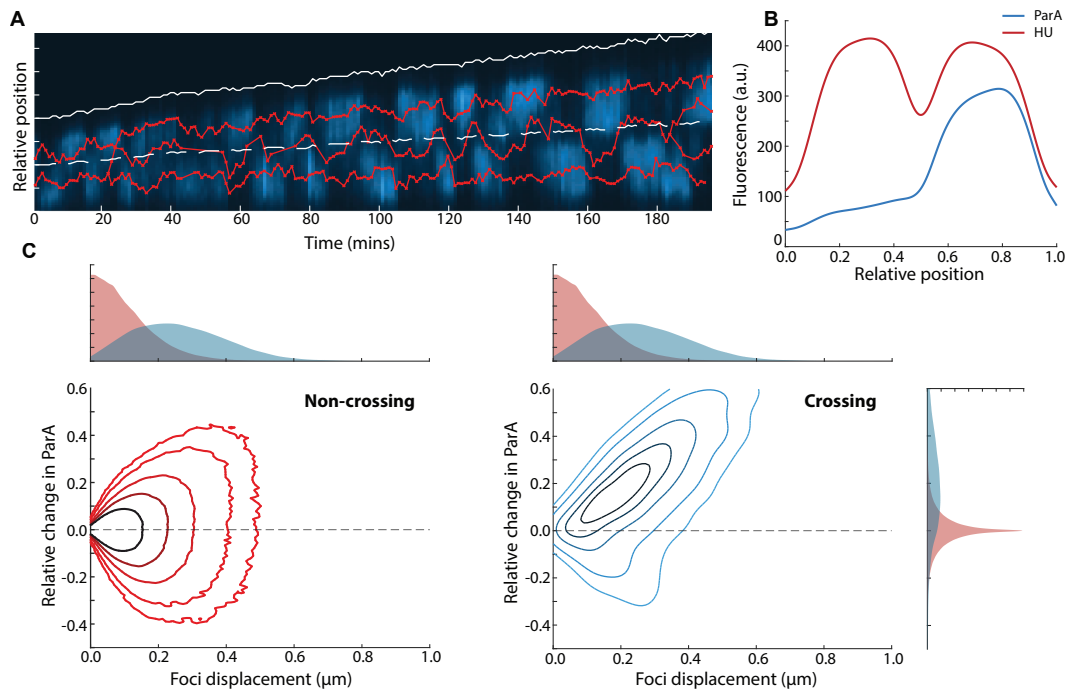 A
Relative position
0 20 40 60 80 100 120 140 160 180
Time (mins)
B
ParA
HU
Fluorescence (a.u.)
400
300
200
100
0
0.0 0.2 0.4 0.6 0.8 1.0
Relative position
C
1.0
1.0
Non-crossing
Relative change in ParA
0.6
0.4
0.2
0.0
-0.2
-0.4
0.0 0.2 0.4 0.6 0.8 1.0
Foci displacement (μm)
Crossing
Relative change in ParA
0.6
0.4
0.2
0.0
-0.2
-0.4
0.0 0.2 0.4 0.6 0.8 1.0
Foci displacement (μm)